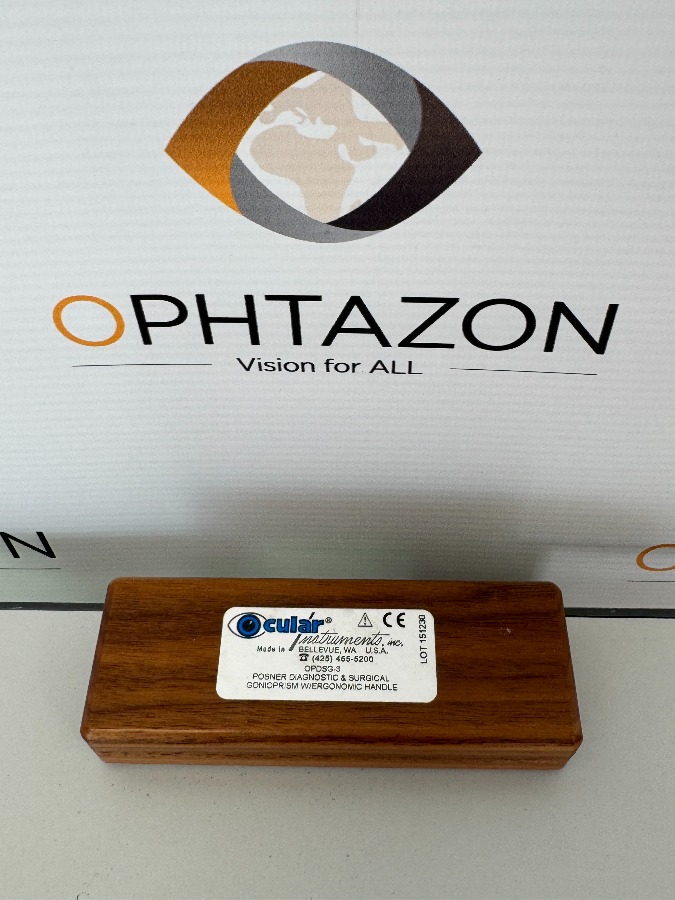 OPHTAZON
Vision for ALL
N
Ocular® Instruments, inc.
CE
Made in BELLEVUE, WA U.S.A.
☎ (425) 455-5200
OPDSG-3
POSNER DIAGNOSTIC & SURGICAL
GONIOPRISM W/ERGONOMIC HANDLE
LOT 151230